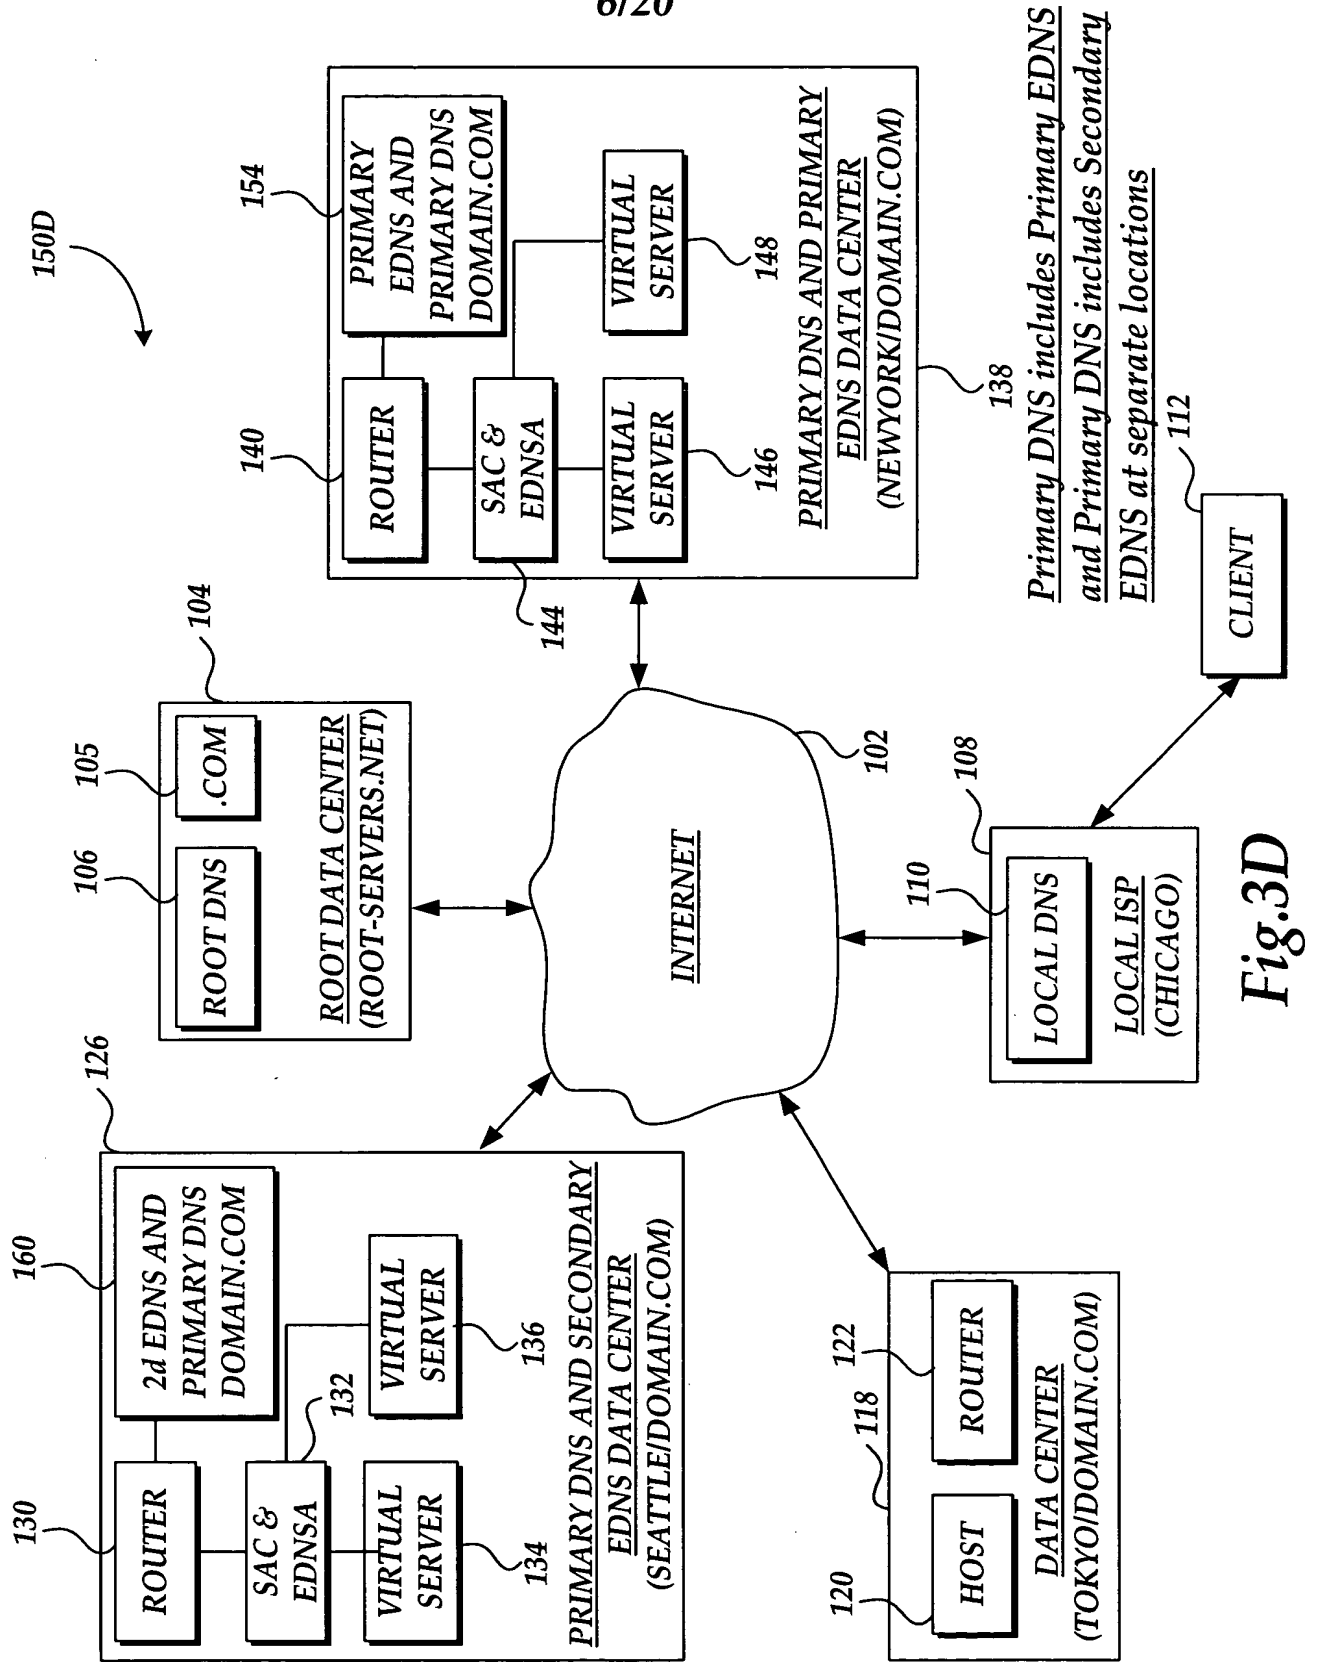 6/20
150D
126
160
2d EDNS AND
PRIMARY DNS
DOMAIN.COM
130
ROUTER
SAC &
EDNSA
132
VIRTUAL
SERVER
136
VIRTUAL
SERVER
134
PRIMARY DNS AND SECONDARY
EDNS DATA CENTER
(SEATTLE/DOMAIN.COM)
104
106
ROOT DNS
105
.COM
ROOT DATA CENTER
(ROOT-SERVERS.NET)
140
ROUTER
154
PRIMARY
EDNS AND
PRIMARY DNS
DOMAIN.COM
SAC &
EDNSA
144
VIRTUAL
SERVER
146
VIRTUAL
SERVER
148
PRIMARY DNS AND PRIMARY
EDNS DATA CENTER
(NEWYORK/DOMAIN.COM)
138
INTERNET
102
118
120
HOST
122
ROUTER
DATA CENTER
(TOKYO/DOMAIN.COM)
108
110
LOCAL DNS
LOCAL ISP
(CHICAGO)
112
CLIENT
Primary DNS includes Primary EDNS
and Primary DNS includes Secondary
EDNS at separate locations
Fig.3D